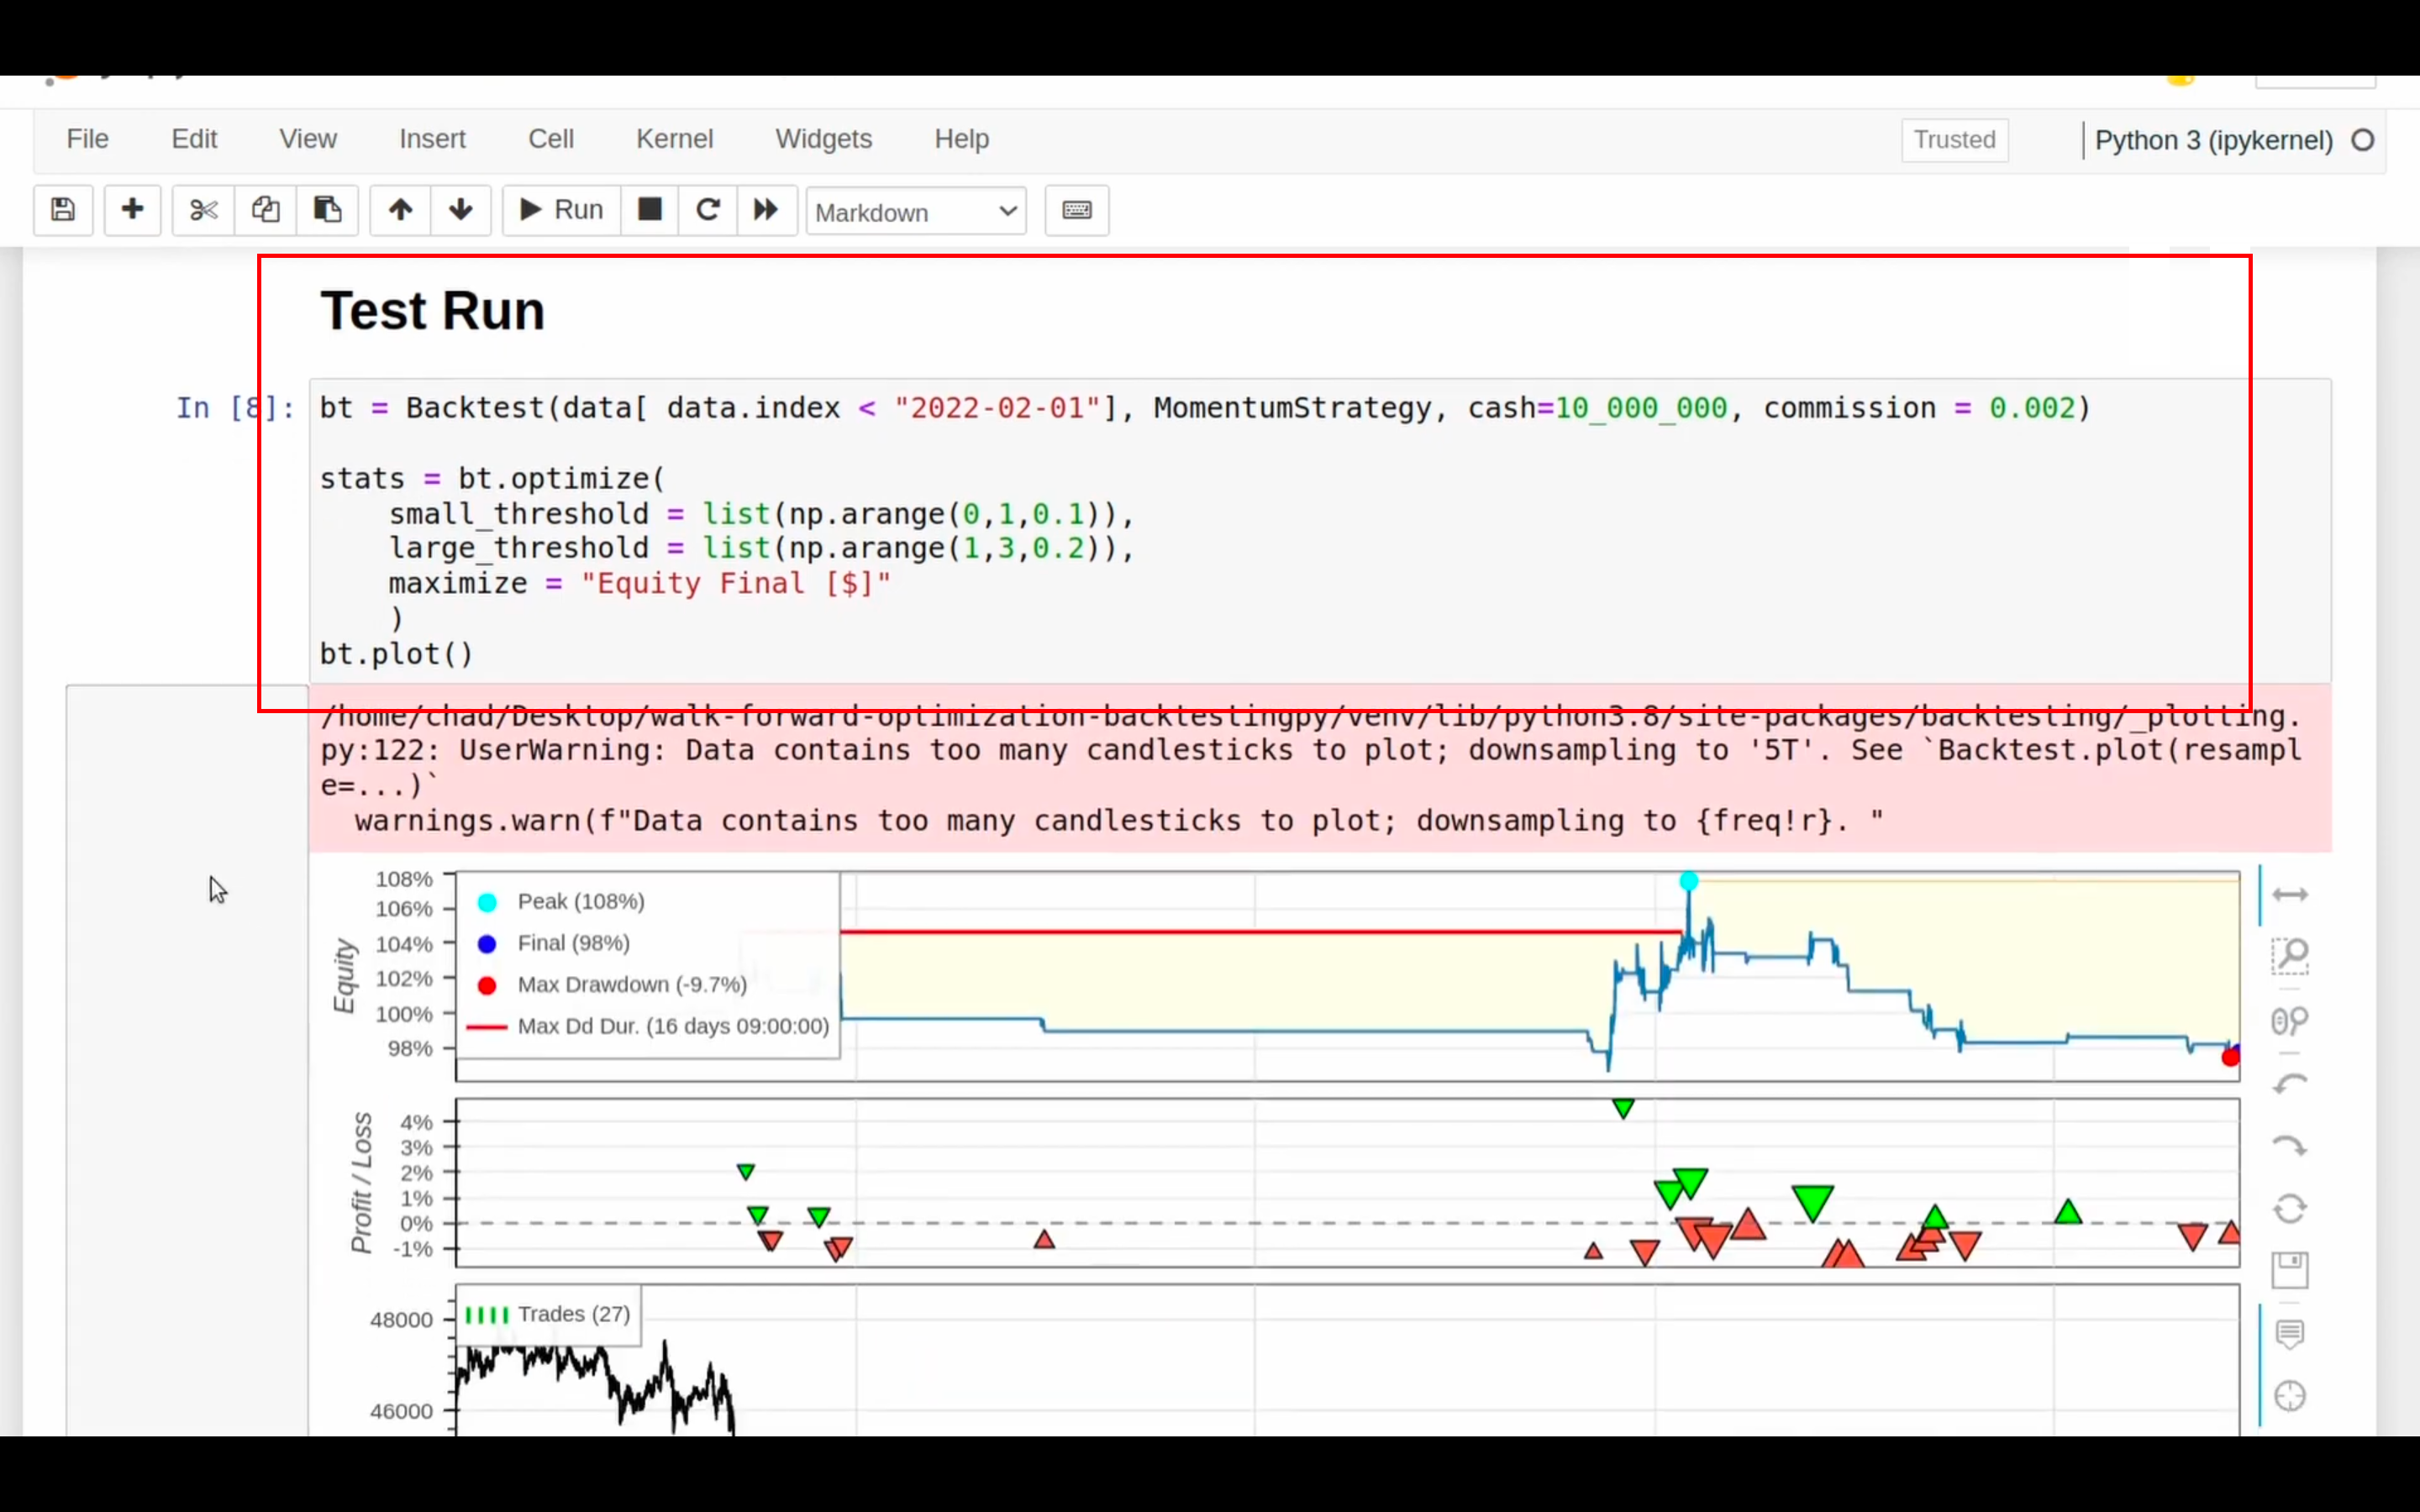 File Edit View Insert Cell Kernel Widgets Help Trusted Python 3 (ipykernel)
Run Markdown
Test Run
In [8]: bt = Backtest(data[ data.index < "2022-02-01"], MomentumStrategy, cash=10_000_000, commission = 0.002)
stats = bt.optimize(
    small_threshold = list(np.arange(0,1,0.1)),
    large_threshold = list(np.arange(1,3,0.2)),
    maximize = "Equity Final [$]"
    )
bt.plot()
/home/chad/Desktop/walk-forward-optimization-backtestingpy/venv/lib/python3.8/site-packages/backtesting/_plotting.
py:122: UserWarning: Data contains too many candlesticks to plot; downsampling to '5T'. See `Backtest.plot(resampl
e=...)`
  warnings.warn(f"Data contains too many candlesticks to plot; downsampling to {freq!r}. "
Equity
108%
106%
104%
102%
100%
98%
Peak (108%)
Final (98%)
Max Drawdown (-9.7%)
Max Dd Dur. (16 days 09:00:00)
Profit / Loss
4%
3%
2%
1%
0%
-1%
48000
46000
Trades (27)